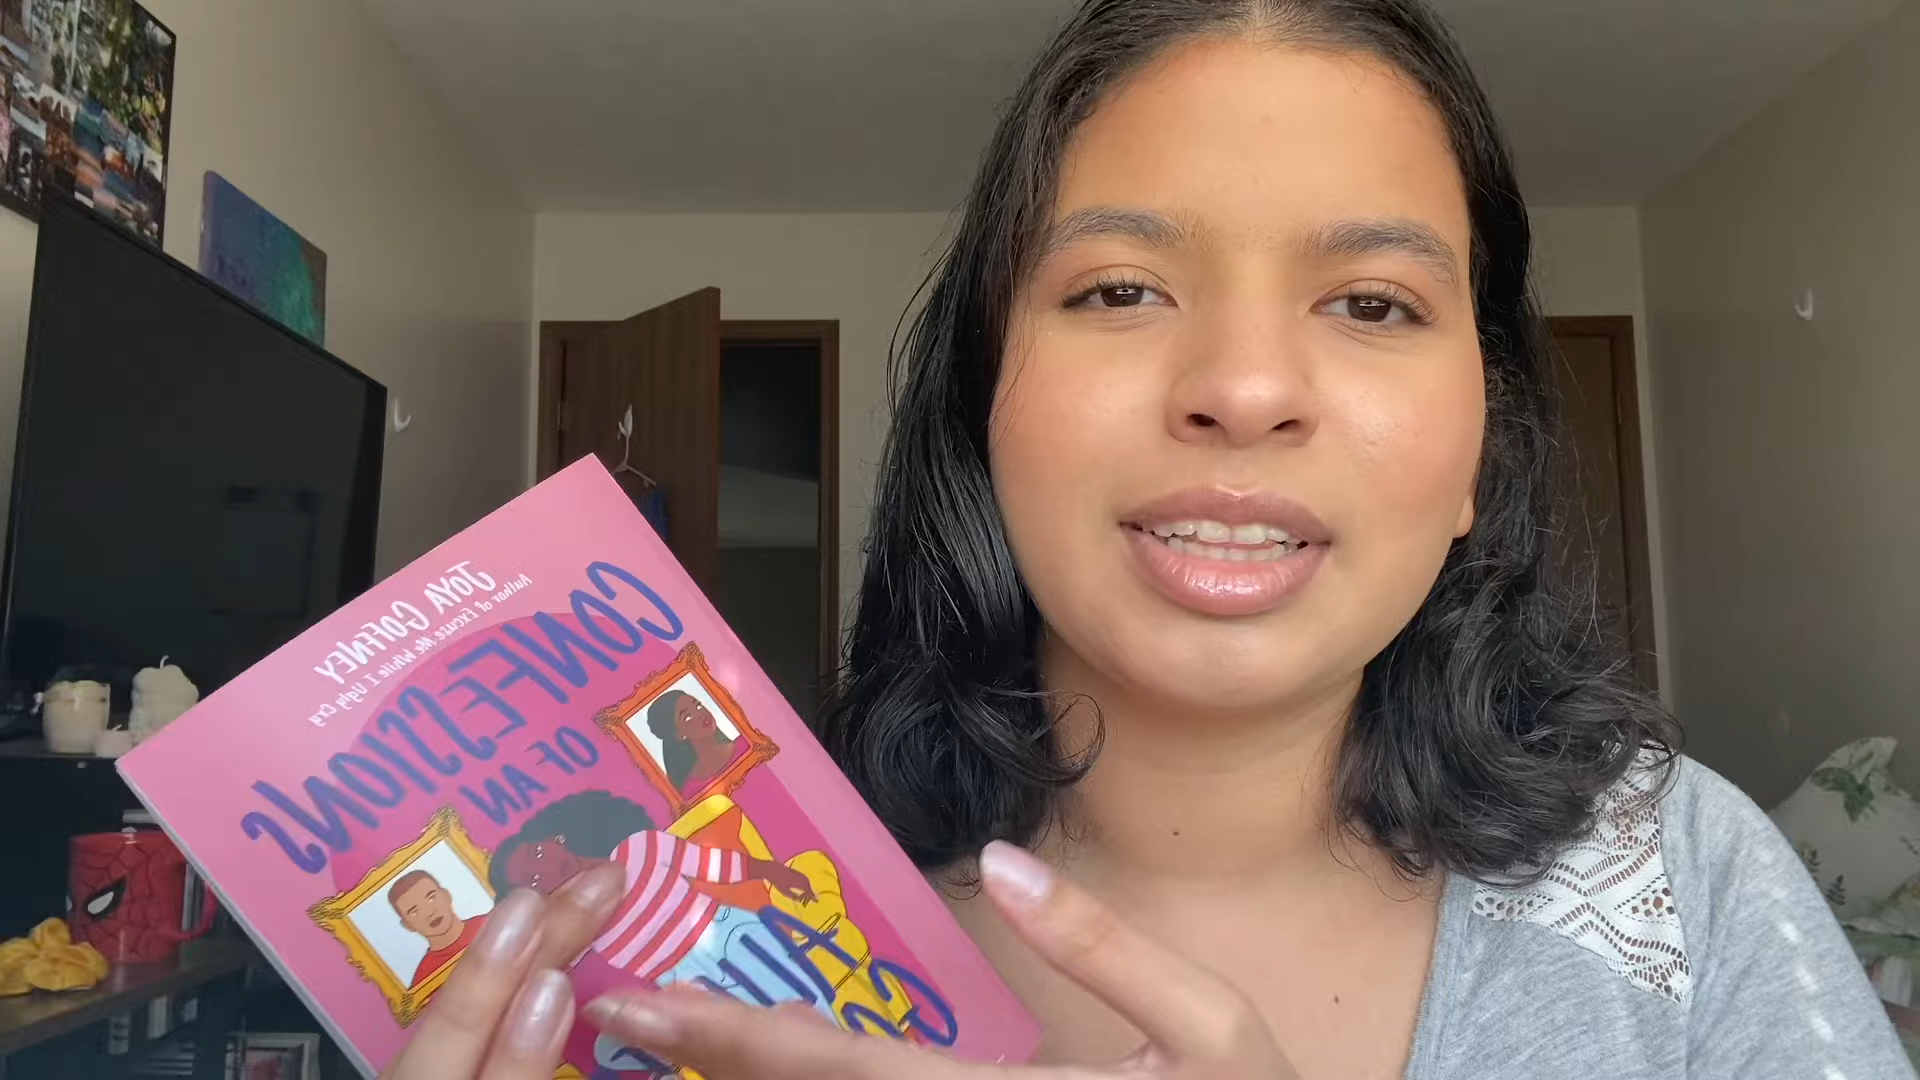 JOYA GOFFNEY
Author of Excuse Me While I Ugly Cry
CONFESSIONS
OF AN